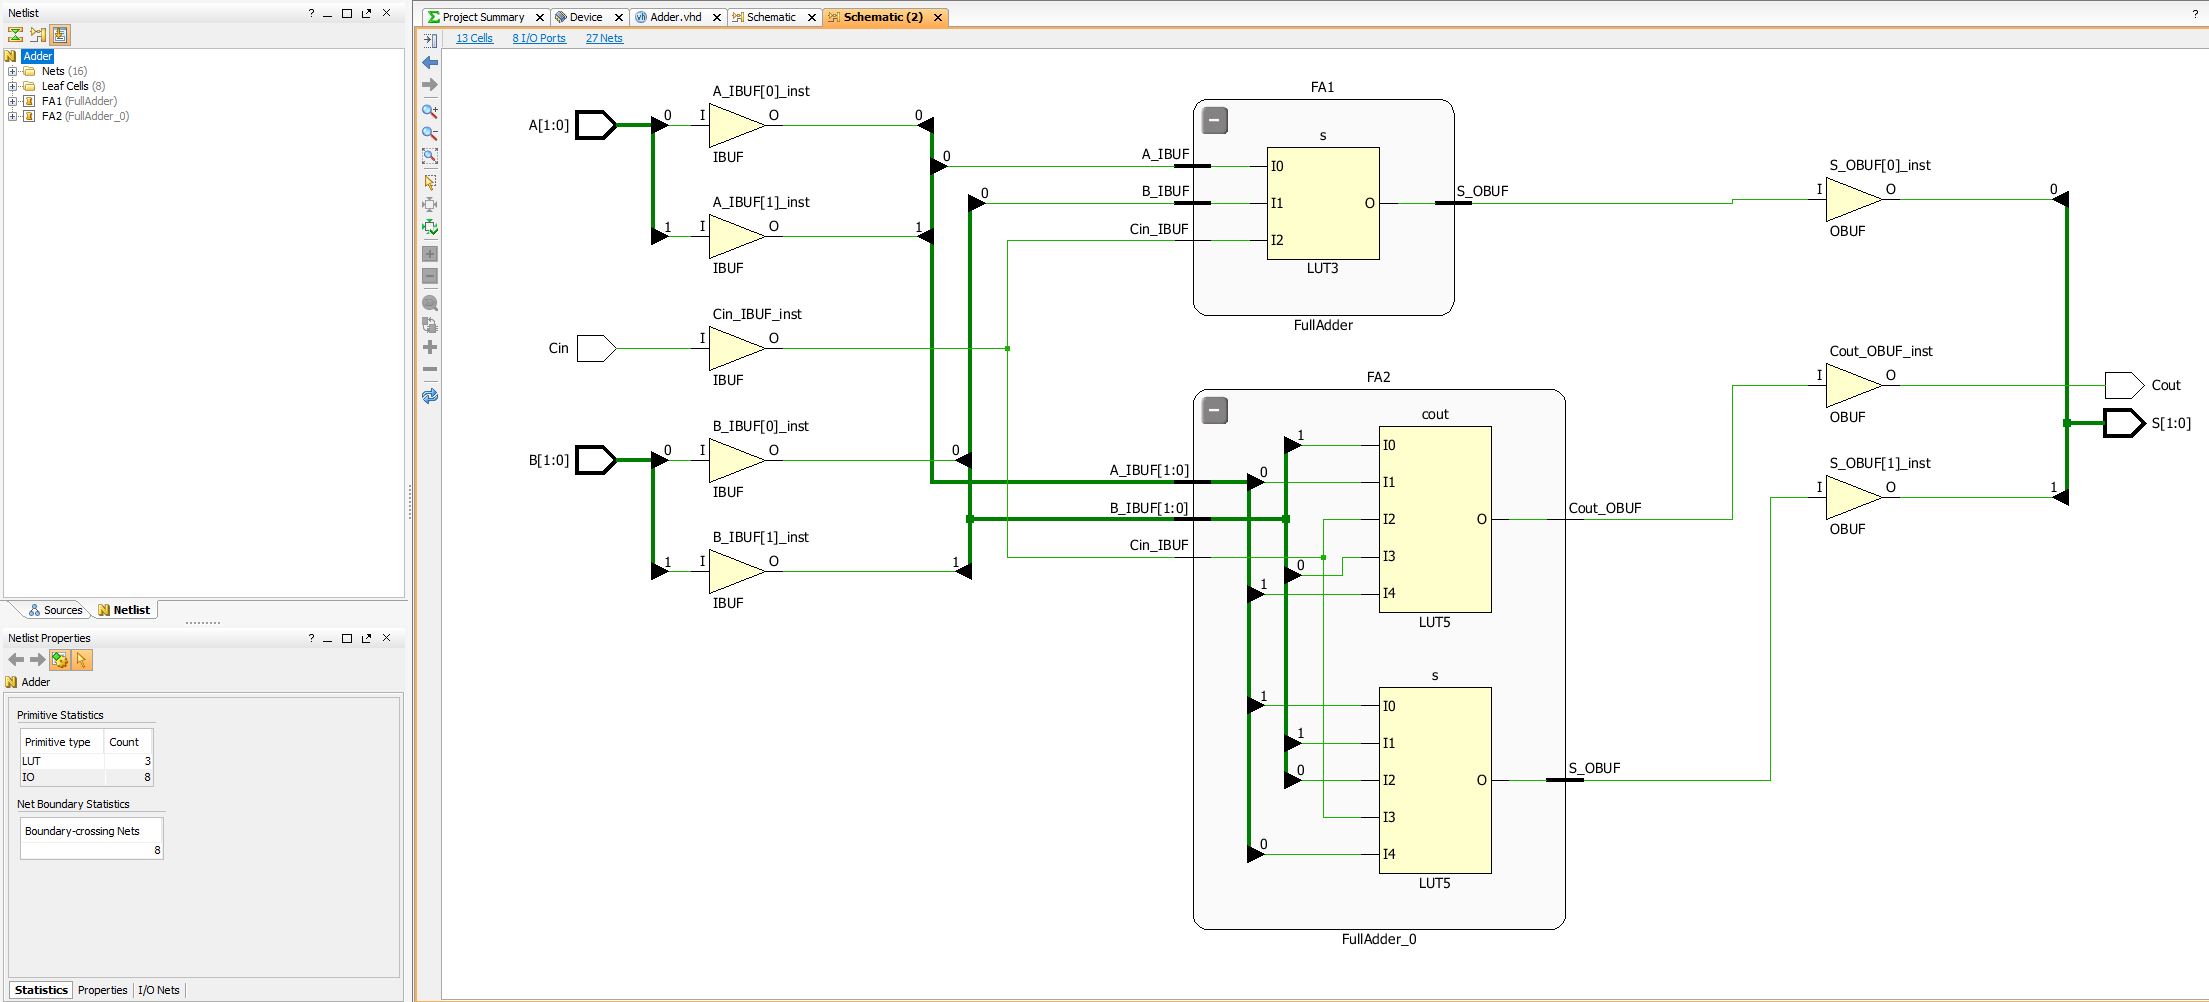 Netlist
Adder
Nets (16)
Leaf Cells (8)
FA1 (FullAdder)
FA2 (FullAdder_0)
Sources
Netlist
Netlist Properties
Adder
Primitive Statistics
Primitive type Count
LUT 3
IO 8
Net Boundary Statistics
Boundary-crossing Nets
8
Statistics Properties I/O Nets
Project Summary Device Adder.vhd Schematic Schematic (2)
13 Cells 8 I/O Ports 27 Nets
A[1:0]
0
I
A_IBUF[0]_inst
O
IBUF
0
1
I
A_IBUF[1]_inst
O
IBUF
1
Cin
I
Cin_IBUF_inst
O
IBUF
B[1:0]
0
I
B_IBUF[0]_inst
O
IBUF
0
1
I
B_IBUF[1]_inst
O
IBUF
1
0
0
FA1
A_IBUF
B_IBUF
Cin_IBUF
s
I0
I1
I2
O
LUT3
S_OBUF
FullAdder
FA2
A_IBUF[1:0]
B_IBUF[1:0]
Cin_IBUF
cout
1
I0
0
I1
I2
O
0
I3
1
I4
LUT5
Cout_OBUF
s
1
I0
1
I1
0
I2
O
I3
0
I4
LUT5
S_OBUF
FullAdder_0
S_OBUF[0]_inst
I
O
OBUF
0
Cout_OBUF_inst
I
O
OBUF
Cout
S[1:0]
S_OBUF[1]_inst
I
O
OBUF
1